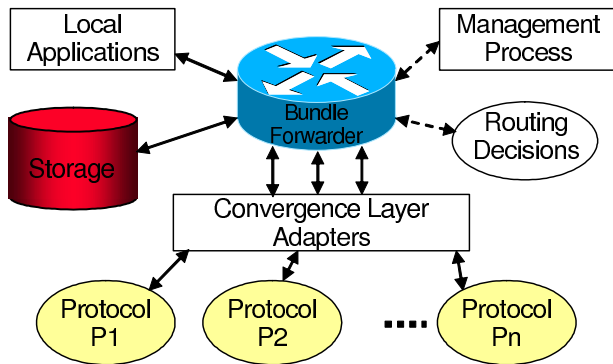 Local
Applications
Management
Process
Bundle
Forwarder
Storage
Routing
Decisions
Convergence Layer
Adapters
Protocol
P1
Protocol
P2
Protocol
Pn